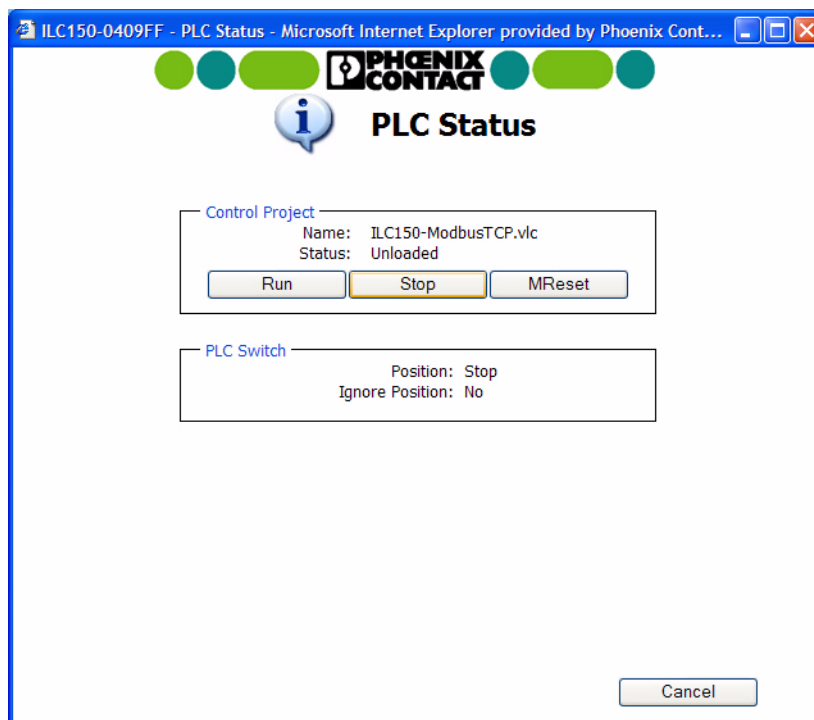 ILC150-0409FF - PLC Status - Microsoft Internet Explorer provided by Phoenix Cont...
PHŒNIX
CONTACT
PLC Status
Control Project
Name: ILC150-ModbusTCP.vlc
Status: Unloaded
Run Stop MReset
PLC Switch
Position: Stop
Ignore Position: No
Cancel